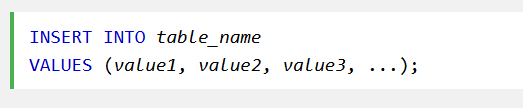 INSERT INTO table_name
VALUES (value1, value2, value3, ...);